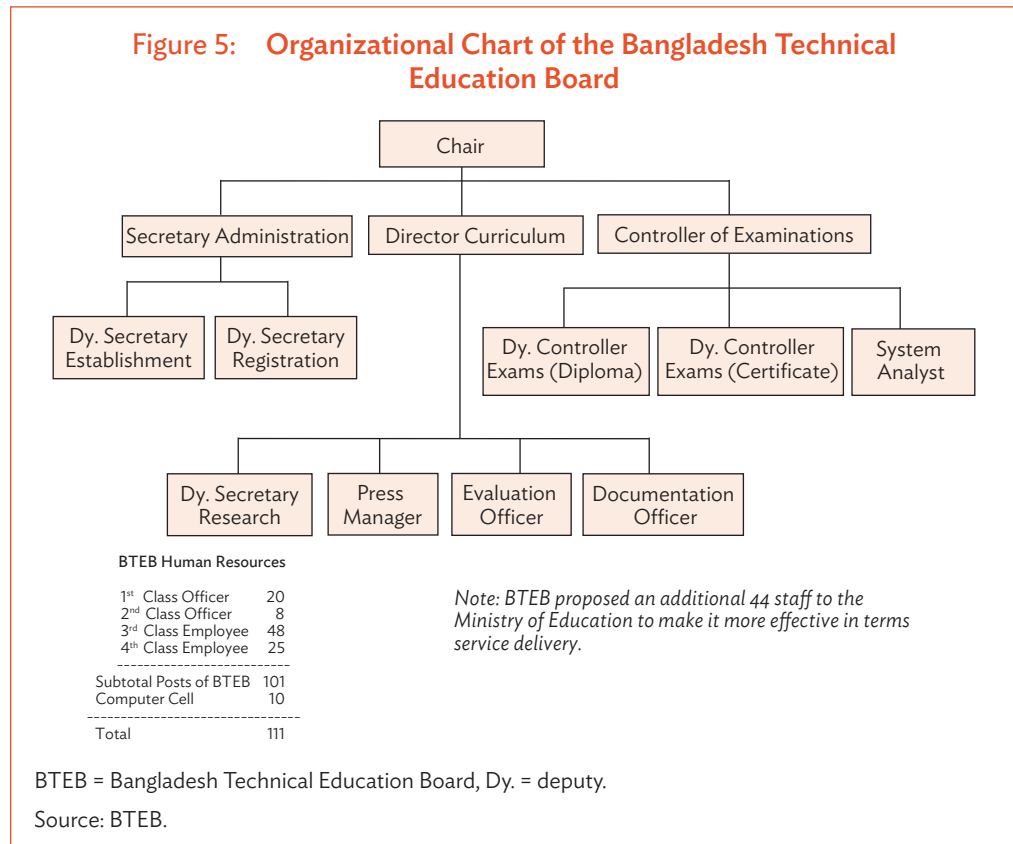 Figure 5: Organizational Chart of the Bangladesh Technical
Education Board
Chair
Secretary Administration
Director Curriculum
Controller of Examinations
Dy. Secretary
Establishment
Dy. Secretary
Registration
Dy. Controller
Exams (Diploma)
Dy. Controller
Exams (Certificate)
System
Analyst
Dy. Secretary
Research
Press
Manager
Evaluation
Officer
Documentation
Officer
BTEB Human Resources
1st Class Officer 20
2nd Class Officer 8
3rd Class Employee 48
4th Class Employee 25
Subtotal Posts of BTEB 101
Computer Cell 10
Total 111
Note: BTEB proposed an additional 44 staff to the
Ministry of Education to make it more effective in terms
service delivery.
BTEB = Bangladesh Technical Education Board, Dy. = deputy.
Source: BTEB.